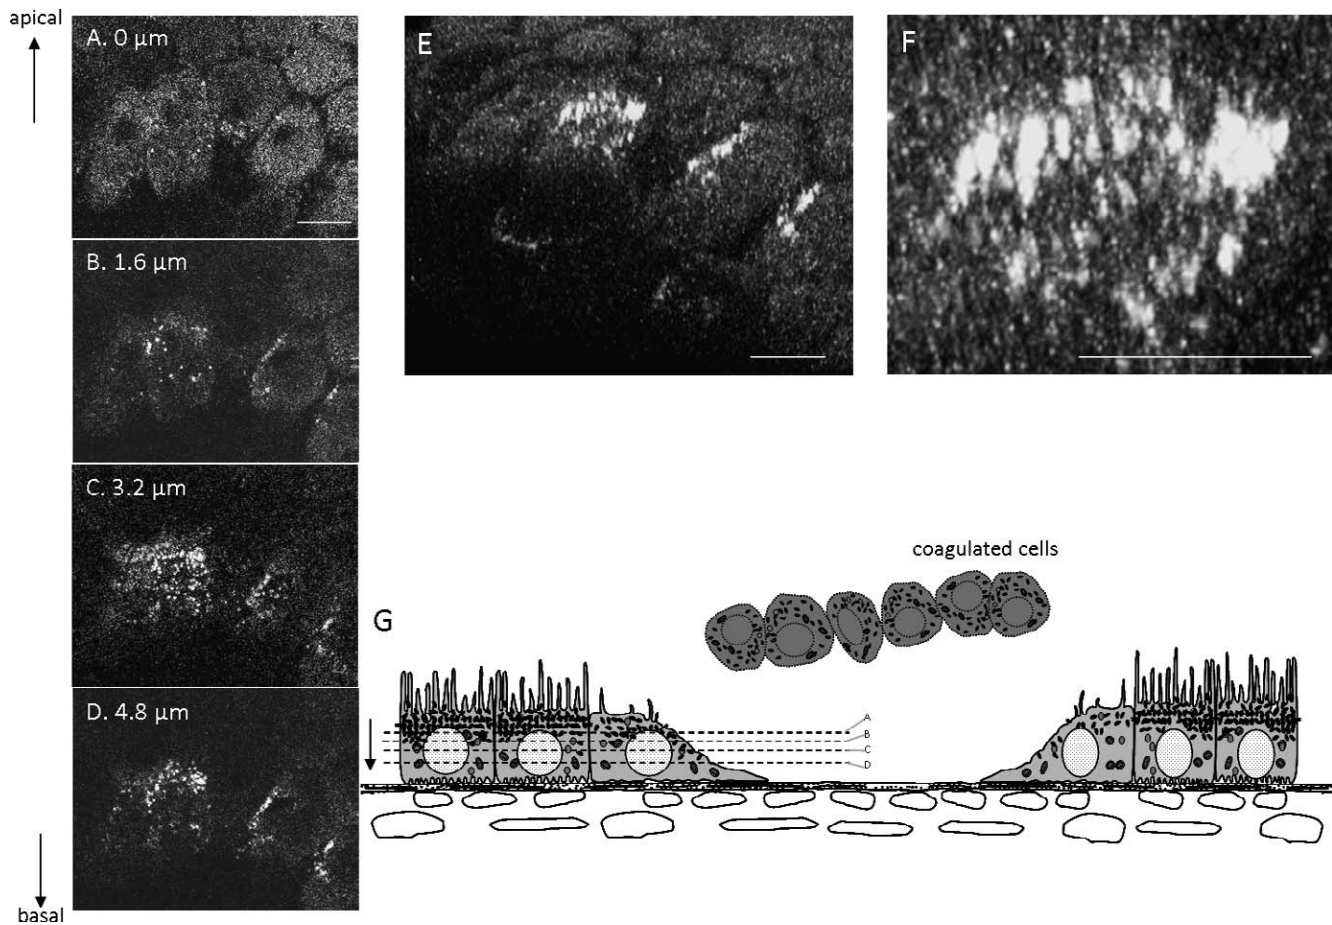 apical
A. 0 µm
B. 1.6 µm
C. 3.2 µm
D. 4.8 µm
basal
E
F
G
coagulated cells
A
B
C
D